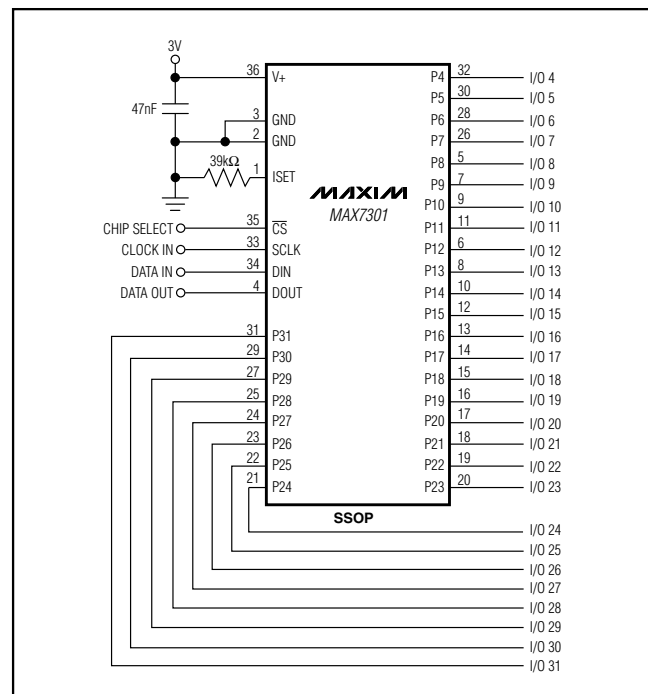 3V
36 V+ P4 32 I/O 4
P5 30 I/O 5
47nF
3 GND P6 28 I/O 6
2 GND P7 26 I/O 7
39kΩ
P8 5 I/O 8
1 ISET P9 7 I/O 9
MAXIM
MAX7301
P10 9 I/O 10
CHIP SELECT 35 CS P11 11 I/O 11
CLOCK IN 33 SCLK P12 6 I/O 12
DATA IN 34 DIN P13 8 I/O 13
DATA OUT 4 DOUT P14 10 I/O 14
P15 12 I/O 15
31 P31 P16 13 I/O 16
29 P30 P17 14 I/O 17
27 P29 P18 15 I/O 18
25 P28 P19 16 I/O 19
24 P27 P20 17 I/O 20
23 P26 P21 18 I/O 21
22 P25 P22 19 I/O 22
21 P24 P23 20 I/O 23
SSOP
I/O 24
I/O 25
I/O 26
I/O 27
I/O 28
I/O 29
I/O 30
I/O 31